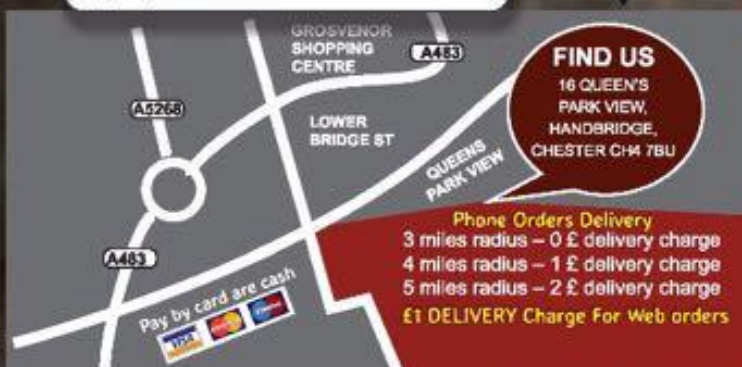 GROSVENOR
SHOPPING
CENTRE
A483
A5268
LOWER
BRIDGE ST
QUEENS
PARK VIEW
A483
FIND US
16 QUEEN'S
PARK VIEW,
HANDBRIDGE,
CHESTER CH4 7BU
Phone Orders Delivery
3 miles radius – 0 £ delivery charge
4 miles radius – 1 £ delivery charge
5 miles radius – 2 £ delivery charge
£1 DELIVERY Charge For Web orders
Pay by card are cash
VISA